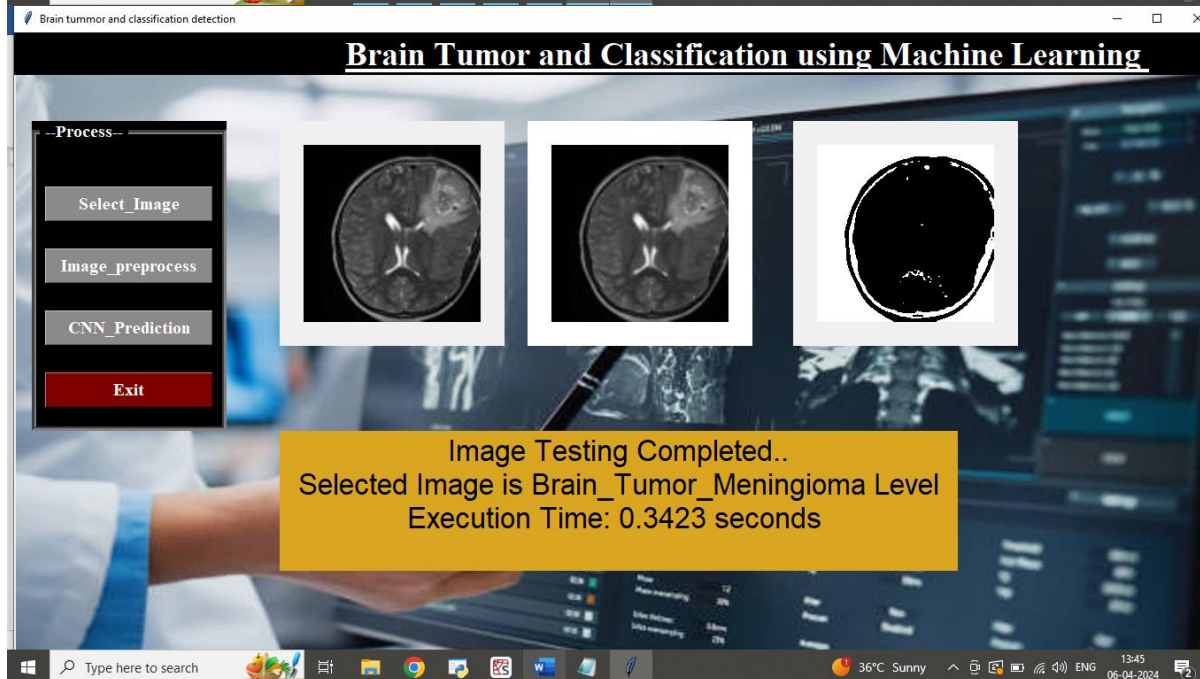 Brain tummor and classification detection
Brain Tumor and Classification using Machine Learning
--Process--
Select_Image
Image_preprocess
CNN_Prediction
Exit
Image Testing Completed..
Selected Image is Brain_Tumor_Meningioma Level
Execution Time: 0.3423 seconds
Type here to search
36°C Sunny
ENG
13:45
06-04-2024